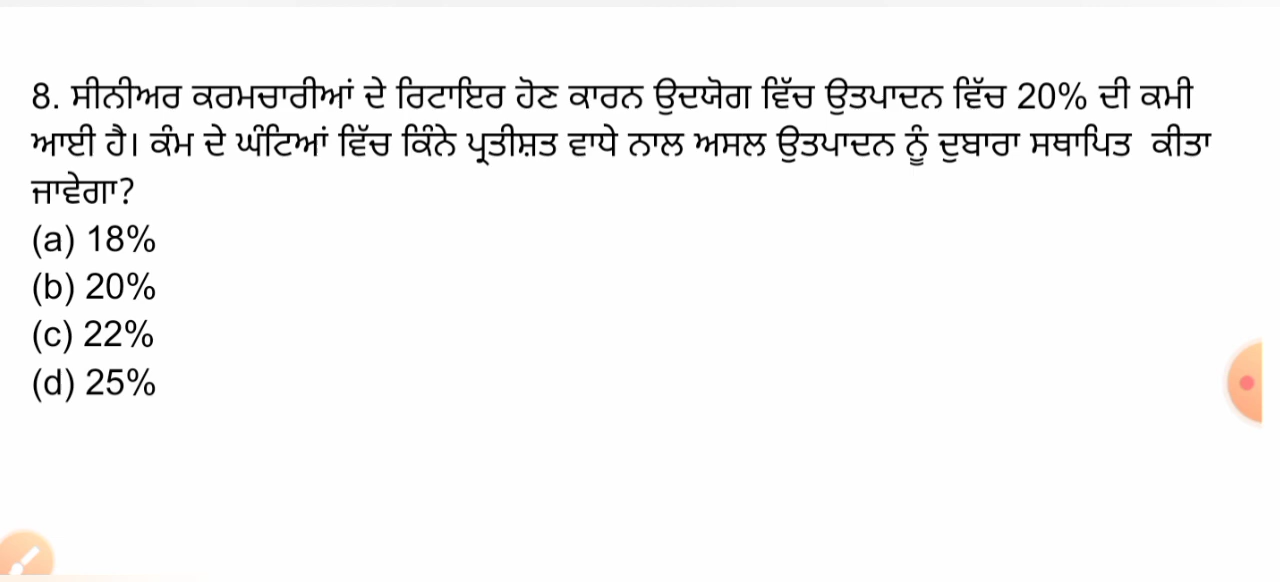 8. ਸੀਨੀਅਰ ਕਰਮਚਾਰੀਆਂ ਦੇ ਰਿਟਾਇਰ ਹੋਣ ਕਾਰਨ ਉਦਯੋਗ ਵਿੱਚ ਉਤਪਾਦਨ ਵਿੱਚ 20% ਦੀ ਕਮੀ
ਆਈ ਹੈ। ਕੰਮ ਦੇ ਘੰਟਿਆਂ ਵਿੱਚ ਕਿੰਨੇ ਪ੍ਰਤੀਸ਼ਤ ਵਾਧੇ ਨਾਲ ਅਸਲ ਉਤਪਾਦਨ ਨੂੰ ਦੁਬਾਰਾ ਸਥਾਪਿਤ ਕੀਤਾ
ਜਾਵੇਗਾ?
(a) 18%
(b) 20%
(c) 22%
(d) 25%